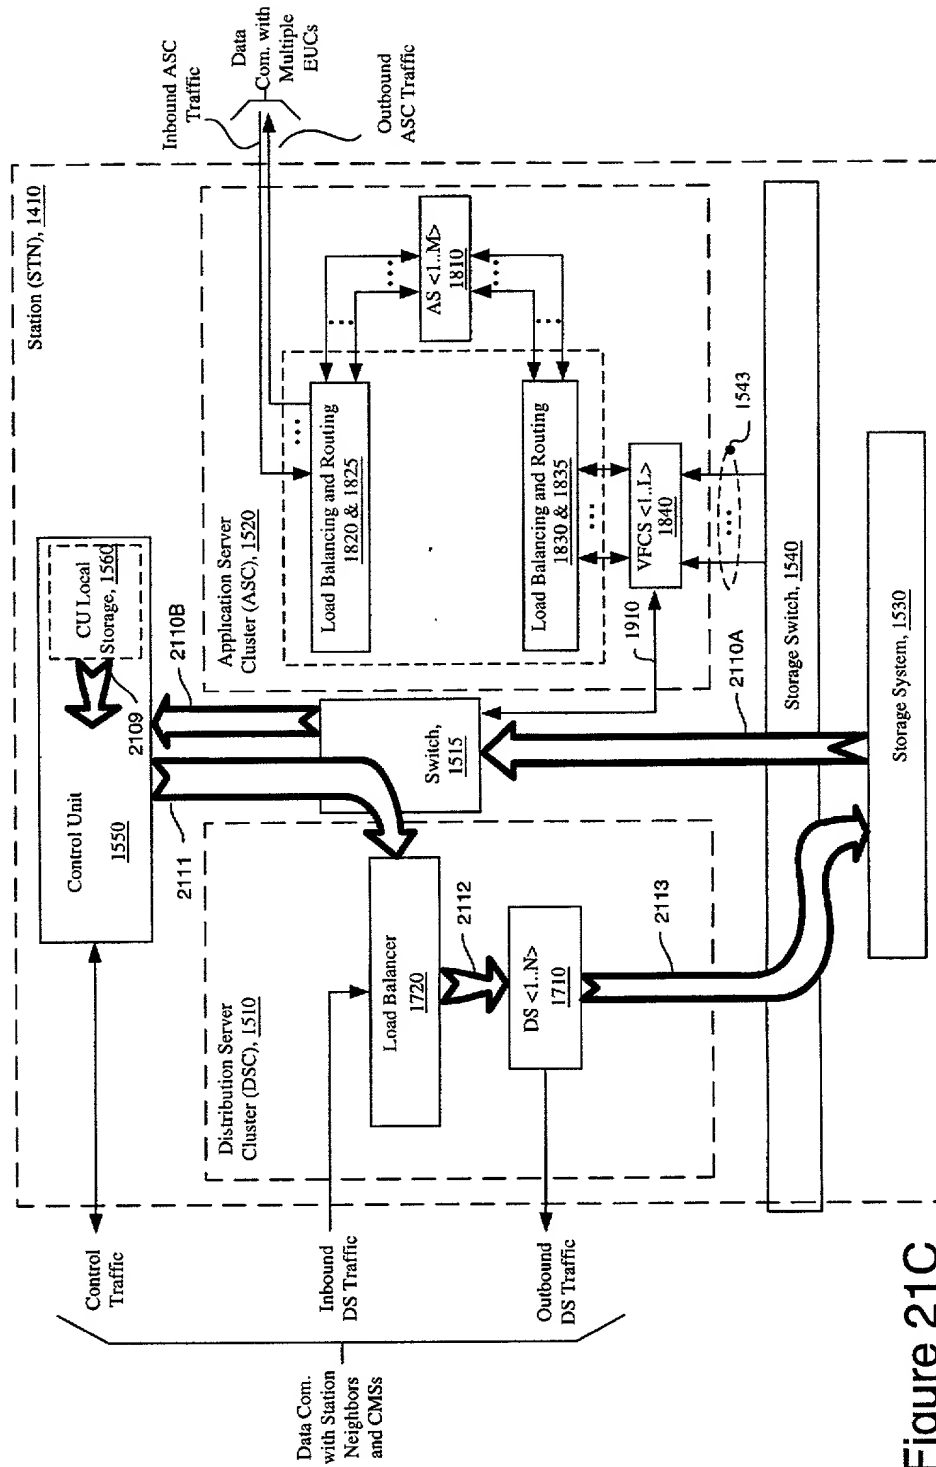 Station (STN), 1410
Control Unit
1550
CU Local
Storage, 1560
2109
2110B
2111
Inbound ASC
Traffic
Data
Com. with
Multiple
EUCs
Outbound
ASC Traffic
Control
Traffic
Distribution Server
Cluster (DSC), 1510
Load Balancer
1720
2112
DS <1..N>
1710
2113
Inbound
DS Traffic
Outbound
DS Traffic
Data Com.
with Station
Neighbors
and CMSs
Switch,
1515
Application Server
Cluster (ASC), 1520
Load Balancing and Routing
1820 & 1825
AS <1..M>
1810
Load Balancing and Routing
1830 & 1835
VFCS <1..L>
1840
1910
2110A
1543
Storage Switch, 1540
Storage System, 1530
Figure 21C